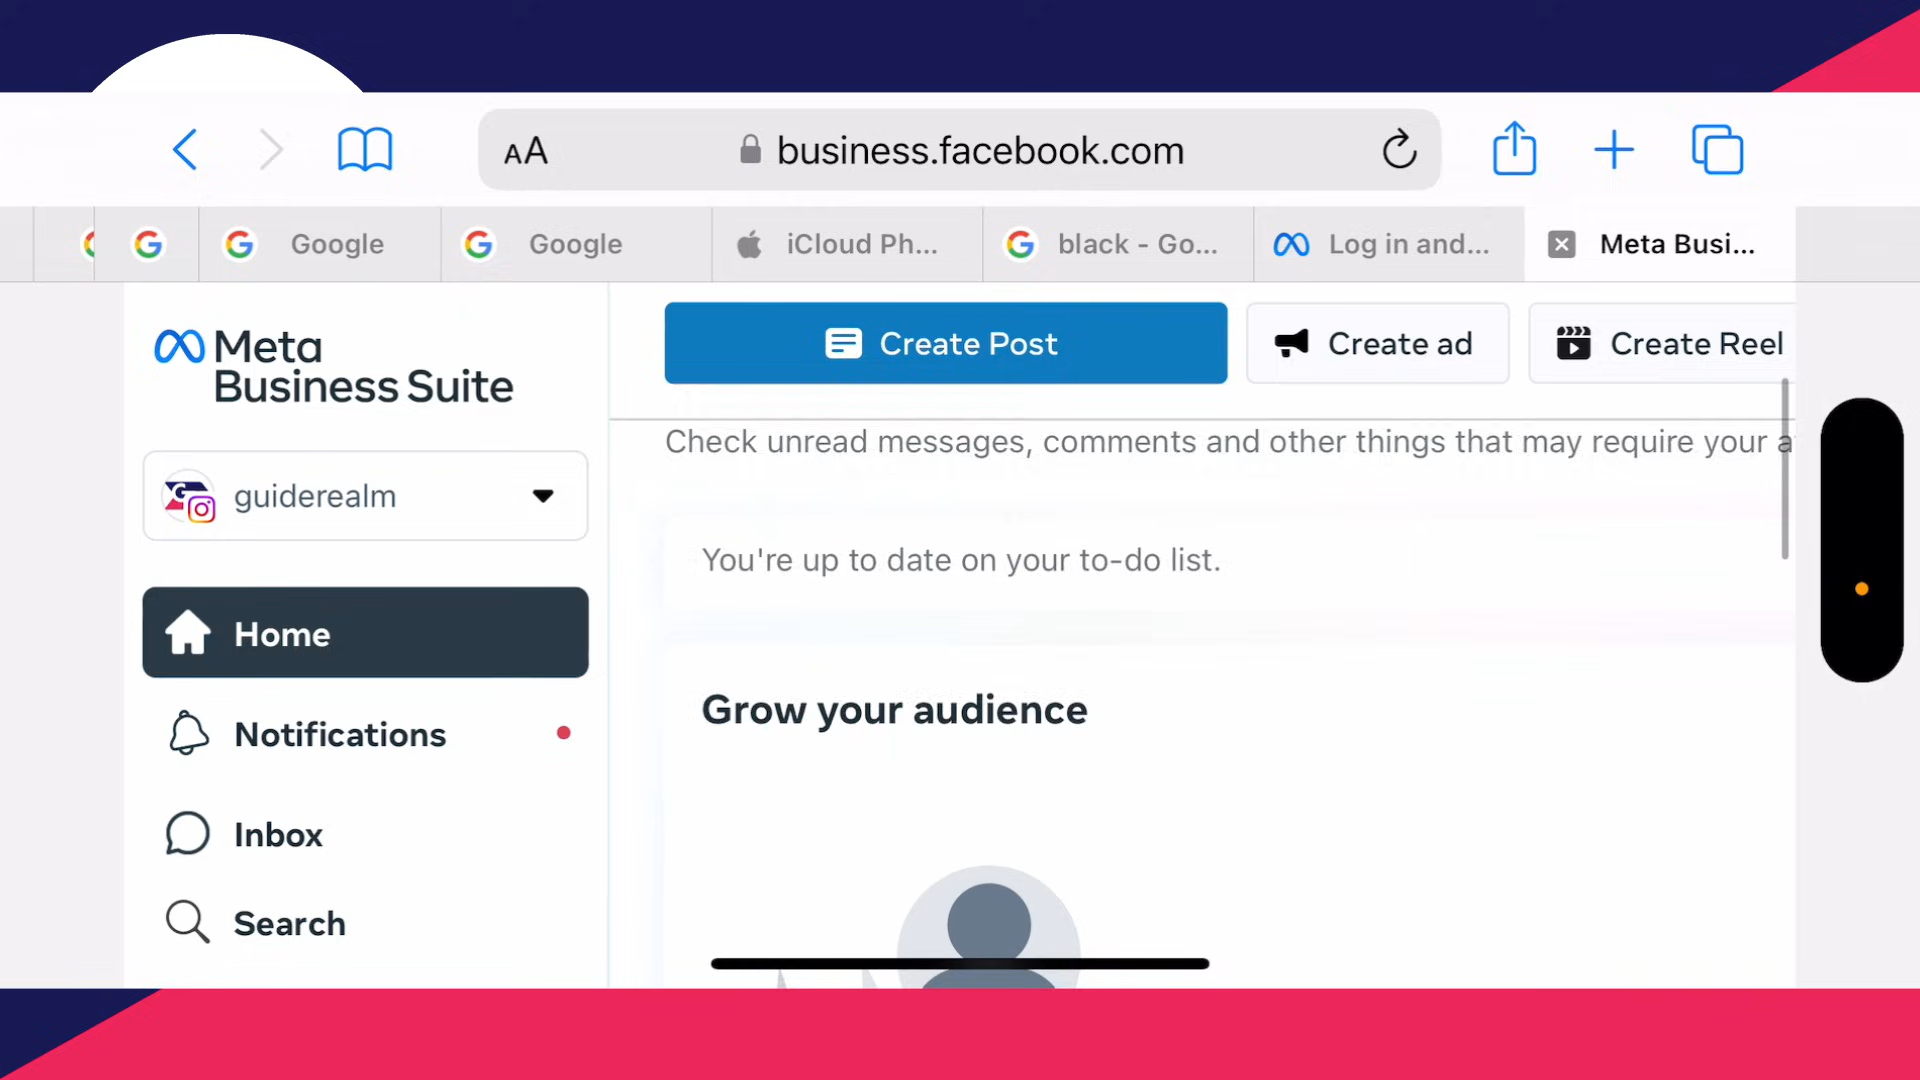 AA
business.facebook.com
Google
Google
iCloud Ph...
black - Go...
Log in and...
Meta Busi...
Meta
Business Suite
Create Post
Create ad
Create Reel
guiderealm
Check unread messages, comments and other things that may require your a
You're up to date on your to-do list.
Home
Notifications
Grow your audience
Inbox
Search